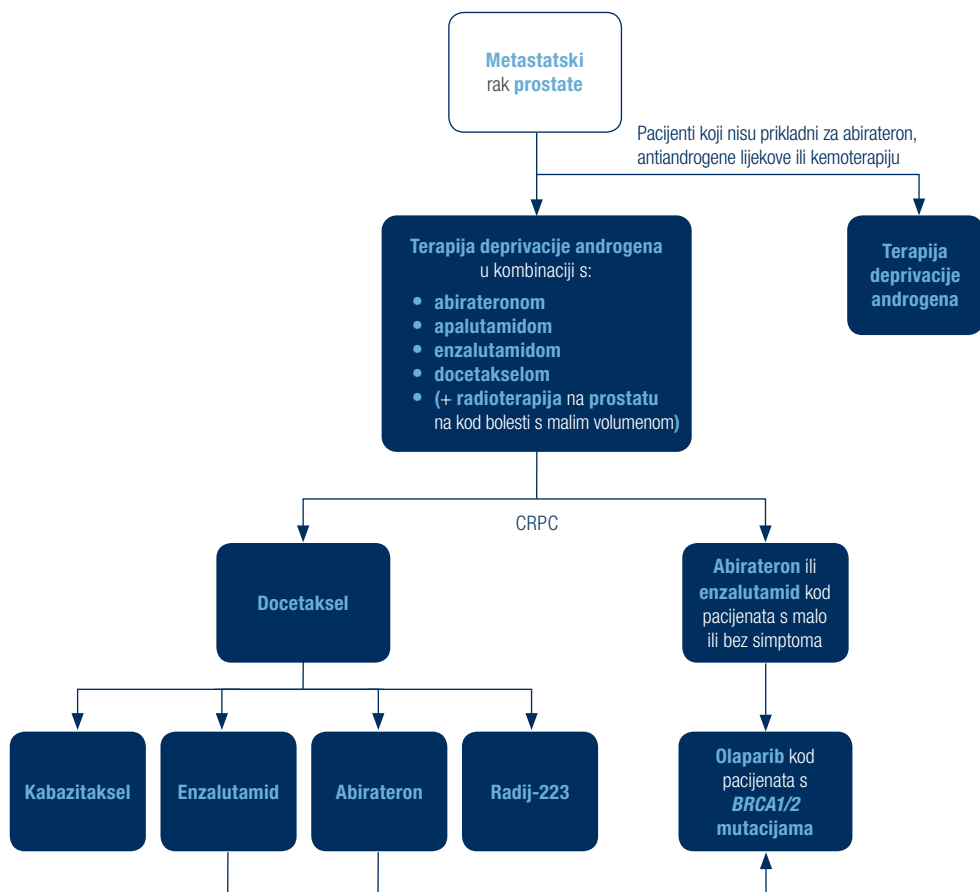 Metastatski
rak prostate
Pacijenti koji nisu prikladni za abirateron,
antiandrogene lijekove ili kemoterapiju
Terapija deprivacije androgena
u kombinaciji s:
• abirateronom
• apalutamidom
• enzalutamidom
• docetakselom
• (+ radioterapija na prostatu
na kod bolesti s malim volumenom)
Terapija
deprivacije
androgena
CRPC
Docetaksel
Abirateron ili
enzalutamid kod
pacijenata s malo
ili bez simptoma
Kabazitaksel
Enzalutamid
Abirateron
Radij-223
Olaparib kod
pacijenata s
BRCA1/2
mutacijama